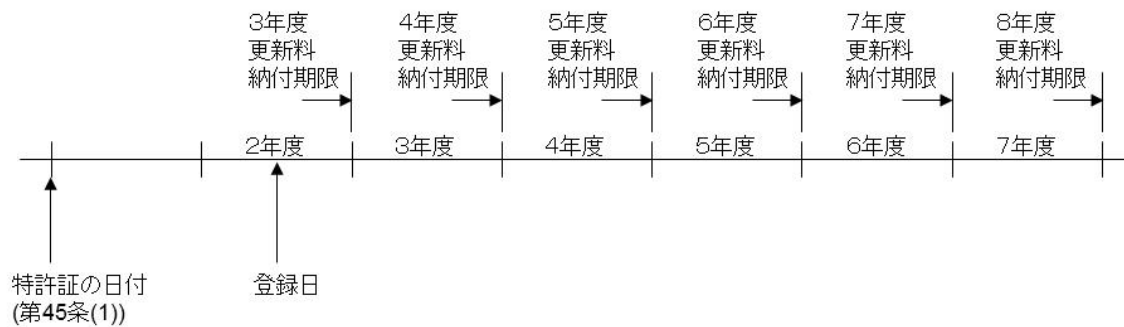 3年度
更新料
納付期限
4年度
更新料
納付期限
5年度
更新料
納付期限
6年度
更新料
納付期限
7年度
更新料
納付期限
8年度
更新料
納付期限
2年度
3年度
4年度
5年度
6年度
7年度
特許証の日付
(第45条(1))
登録日